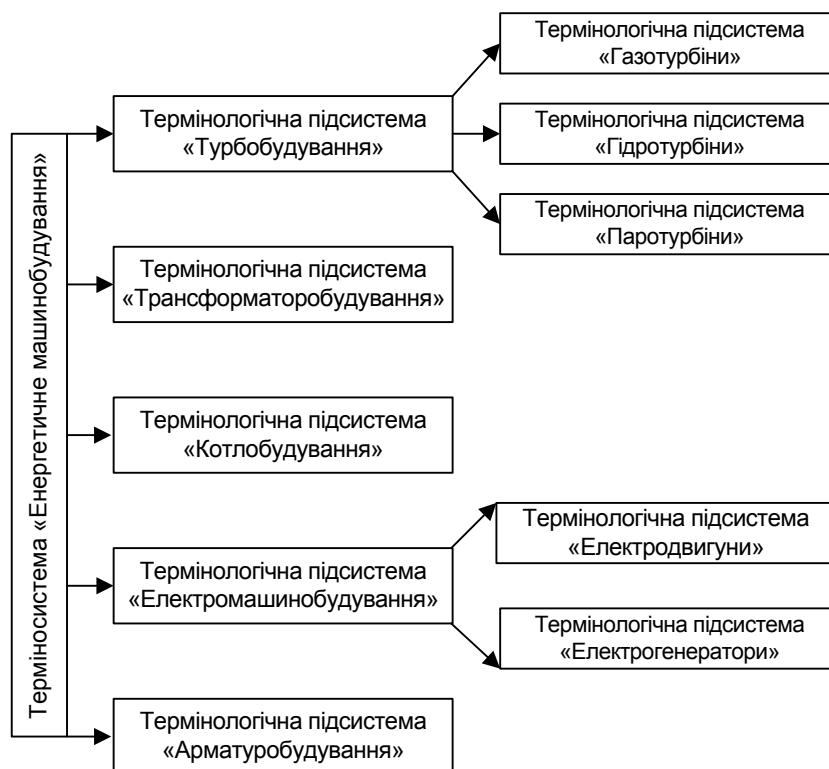 Терміносистема «Енергетичне машинобудування»
Термінологічна підсистема
«Турбобудування»
Термінологічна підсистема
«Газотурбіни»
Термінологічна підсистема
«Гідротурбіни»
Термінологічна підсистема
«Паротурбіни»
Термінологічна підсистема
«Трансформаторобудування»
Термінологічна підсистема
«Котлобудування»
Термінологічна підсистема
«Електромашинобудування»
Термінологічна підсистема
«Електродвигуни»
Термінологічна підсистема
«Електрогенератори»
Термінологічна підсистема
«Арматуробудування»